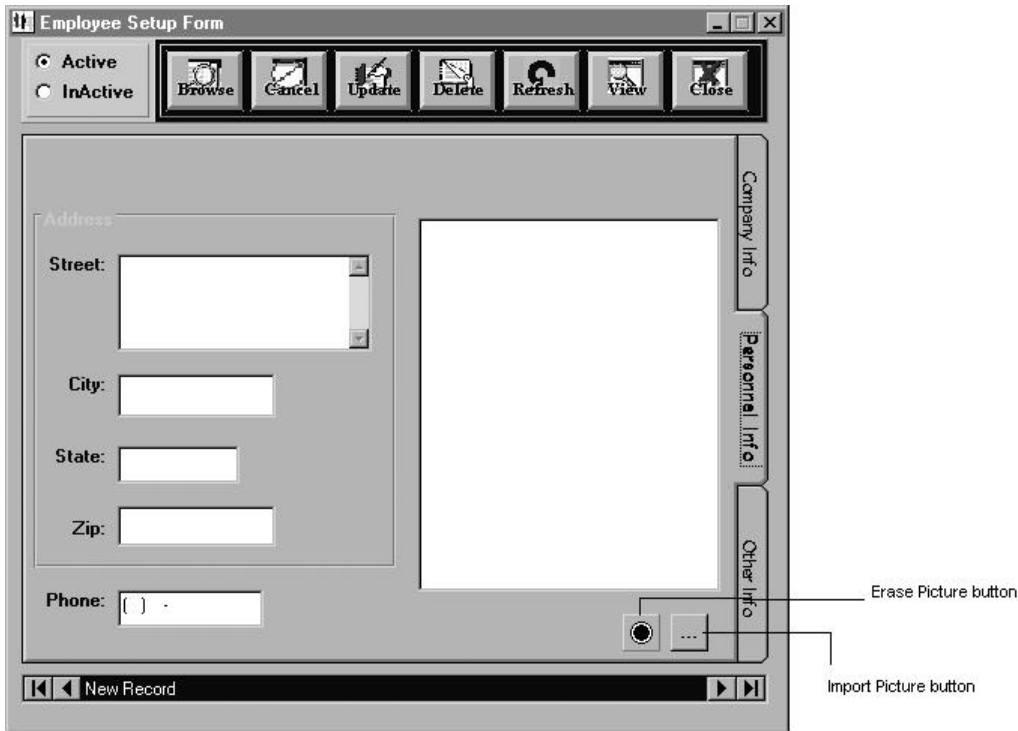 Employee Setup Form
Active
InActive
Browse Cancel Update Delete Refresh View Close
Company Info
Address
Street:
City:
State:
Zip:
Phone: ( ) -
Personnel Info
Other Info
...
Erase Picture button
Import Picture button
New Record